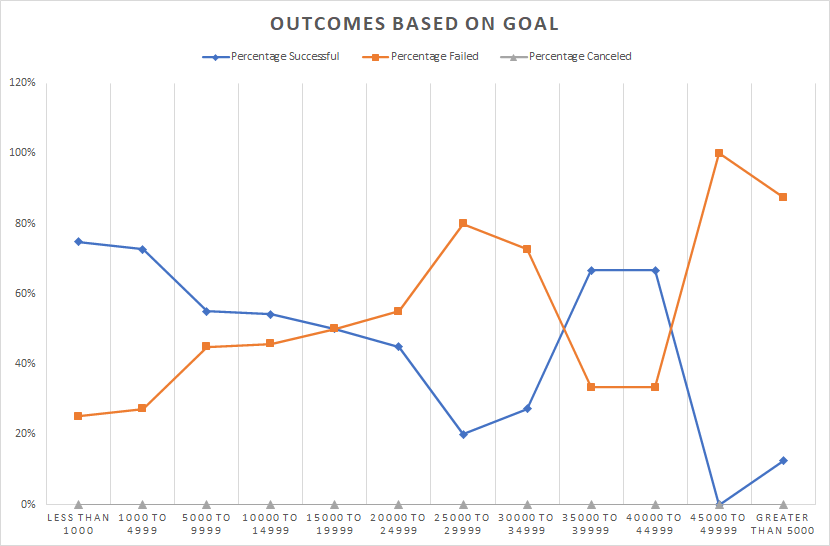 OUTCOMES BASED ON GOAL
Percentage Successful Percentage Failed Percentage Canceled
120%
100%
80%
60%
40%
20%
0%
LESS THAN 1000
1000 TO 4999
5000 TO 9999
10000 TO 14999
15000 TO 19999
20000 TO 24999
25000 TO 29999
30000 TO 34999
35000 TO 39999
40000 TO 44999
45000 TO 49999
GREATER THAN 5000